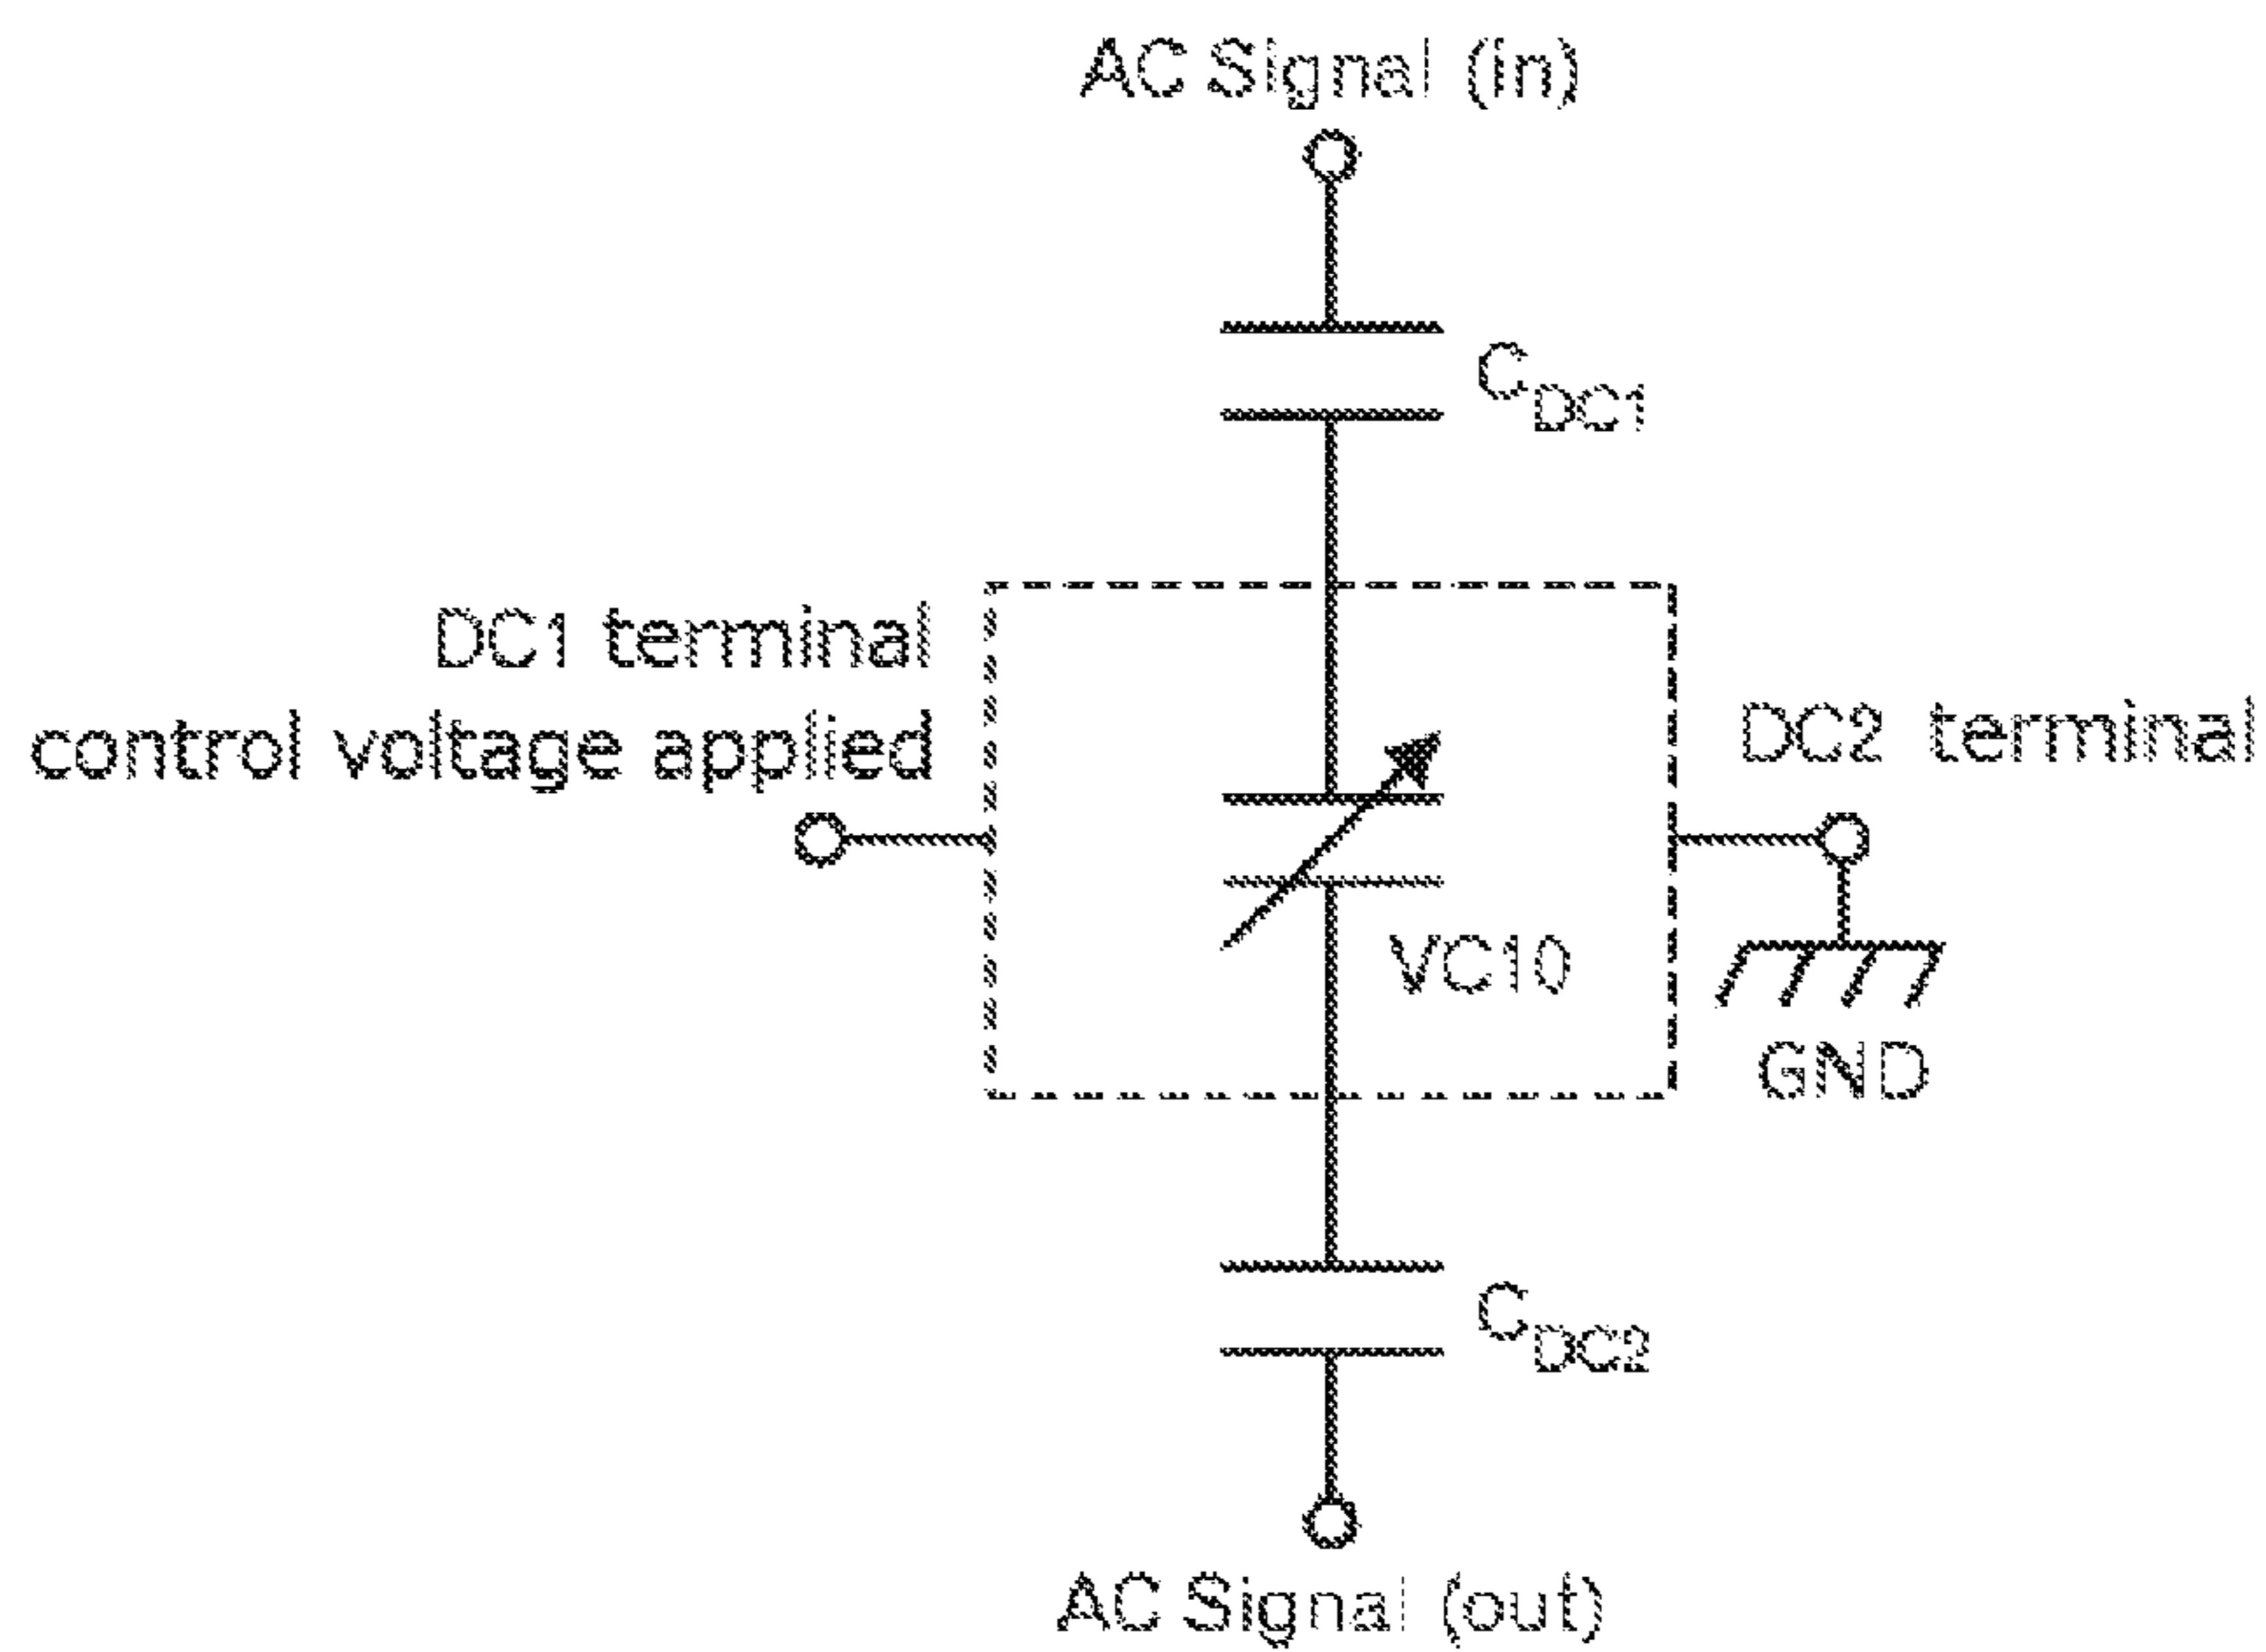 AC Signal (in)
C_DC1
DC1 terminal
control voltage applied
DC2 terminal
VC10
GND
C_DC2
AC Signal (out)